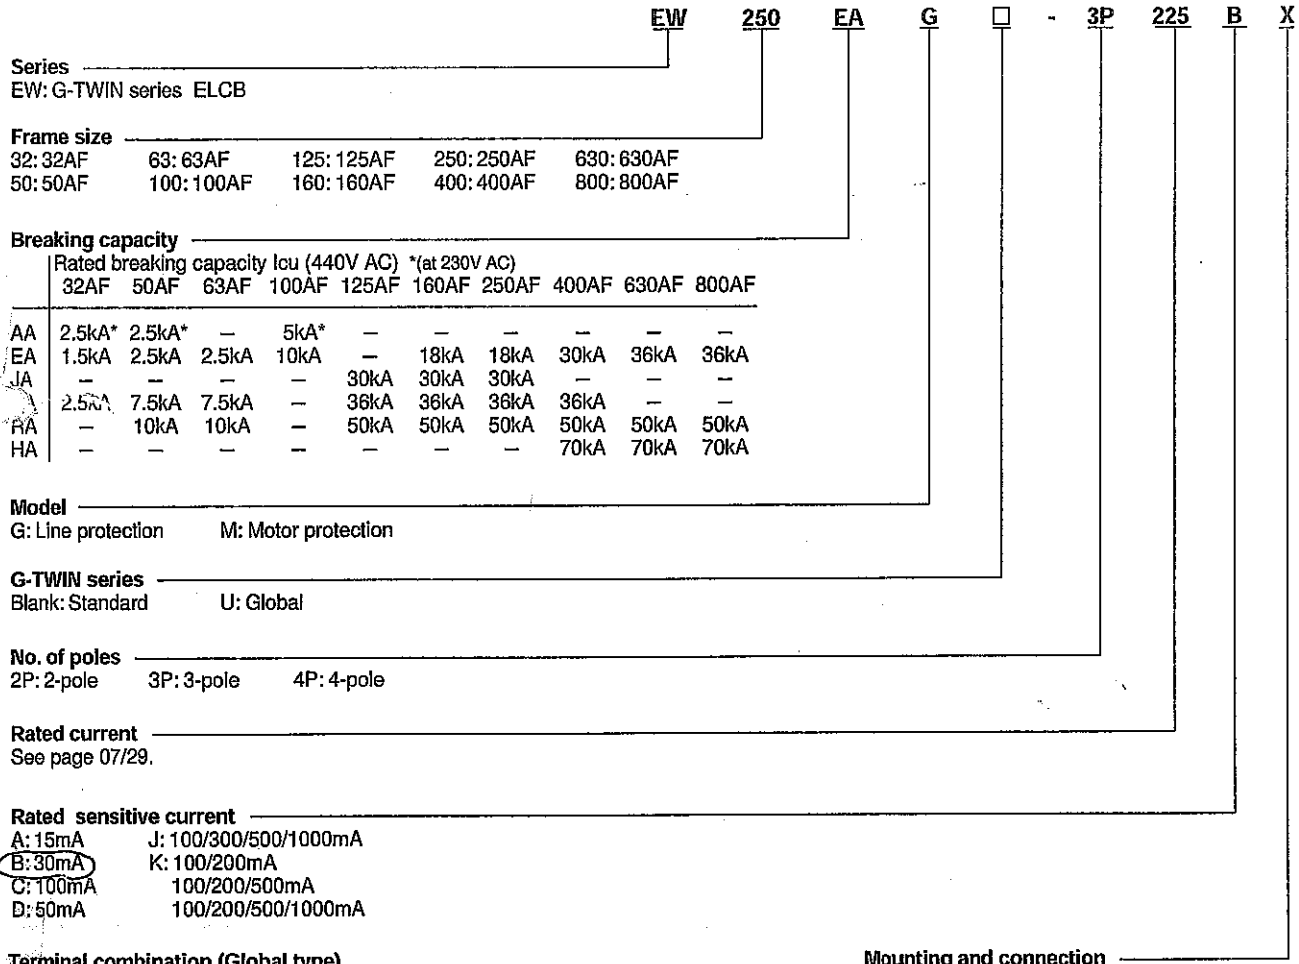 EW 250 EA G □ - 3P 225 B X
Series
EW: G-TWIN series ELCB
Frame size
32: 32AF 63: 63AF 125: 125AF 250: 250AF 630: 630AF
50: 50AF 100: 100AF 160: 160AF 400: 400AF 800: 800AF
Breaking capacity
Rated breaking capacity Icu (440V AC) *(at 230V AC)
32AF 50AF 63AF 100AF 125AF 160AF 250AF 400AF 630AF 800AF
AA 2.5kA* 2.5kA* – 5kA* – – – – – –
EA 1.5kA 2.5kA 2.5kA 10kA – 18kA 18kA 30kA 36kA 36kA
JA – – – – 30kA 30kA 30kA – – –
2.5kA 7.5kA 7.5kA – 36kA 36kA 36kA 36kA – –
RA – 10kA 10kA – 50kA 50kA 50kA 50kA 50kA 50kA
HA – – – – – – – 70kA 70kA 70kA
Model
G: Line protection M: Motor protection
G-TWIN series
Blank: Standard U: Global
No. of poles
2P: 2-pole 3P: 3-pole 4P: 4-pole
Rated current
See page 07/29.
Rated sensitive current
A: 15mA J: 100/300/500/1000mA
B: 30mA K: 100/200mA
C: 100mA 100/200/500mA
D: 50mA 100/200/500/1000mA
Terminal combination (Global type) Mounting and connection